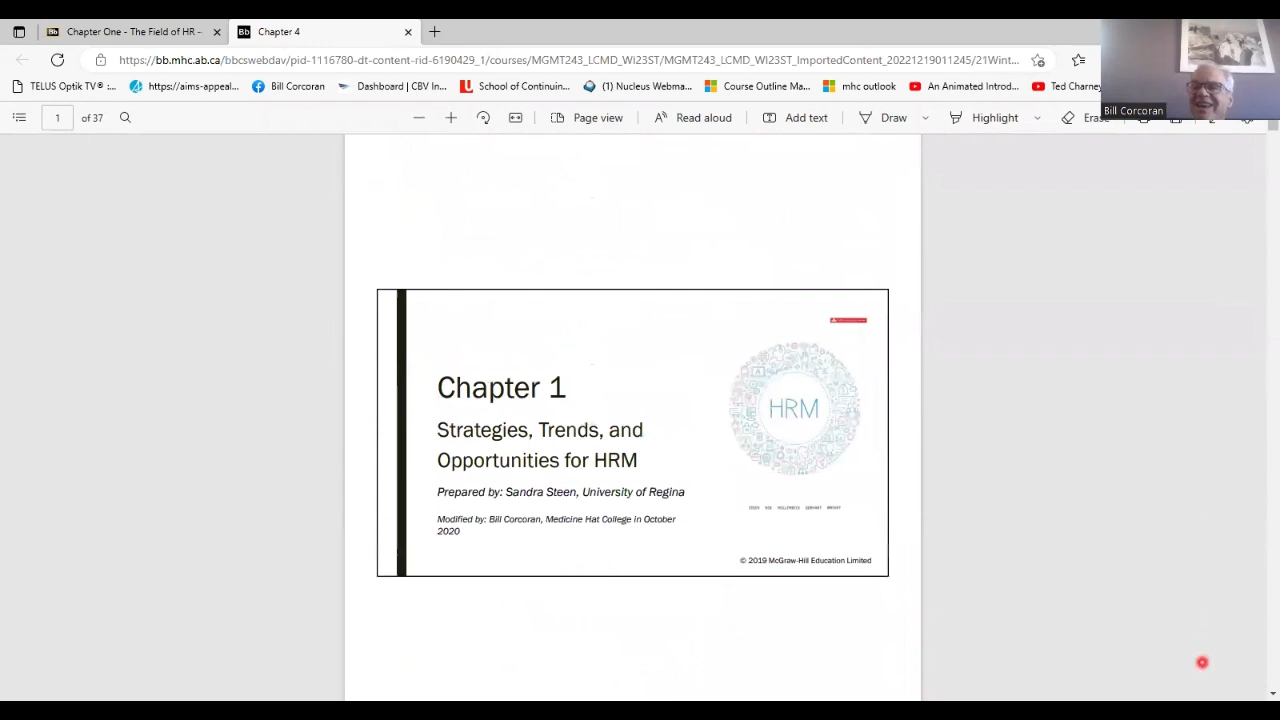 Chapter One - The Field of HR –
Chapter 4
https://bb.mhc.ab.ca/bbcswebdav/pid-1116780-dt-content-rid-6190429_1/courses/MGMT243_LCMD_WI23ST/MGMT243_LCMD_WI23ST_ImportedContent_20221219011245/21Wint...
TELUS Optik TV® :...
https://aims-appeal...
Bill Corcoran
Dashboard | CBV In...
School of Continuin...
(1) Nucleus Webma...
Course Outline Ma...
mhc outlook
An Animated Introd...
Ted Charney
Bill Corcoran
1 of 37
Page view
Read aloud
Add text
Draw
Highlight
Erase
Chapter 1
HRM
Strategies, Trends, and
Opportunities for HRM
Prepared by: Sandra Steen, University of Regina
Modified by: Bill Corcoran, Medicine Hat College in October
2020
© 2019 McGraw-Hill Education Limited